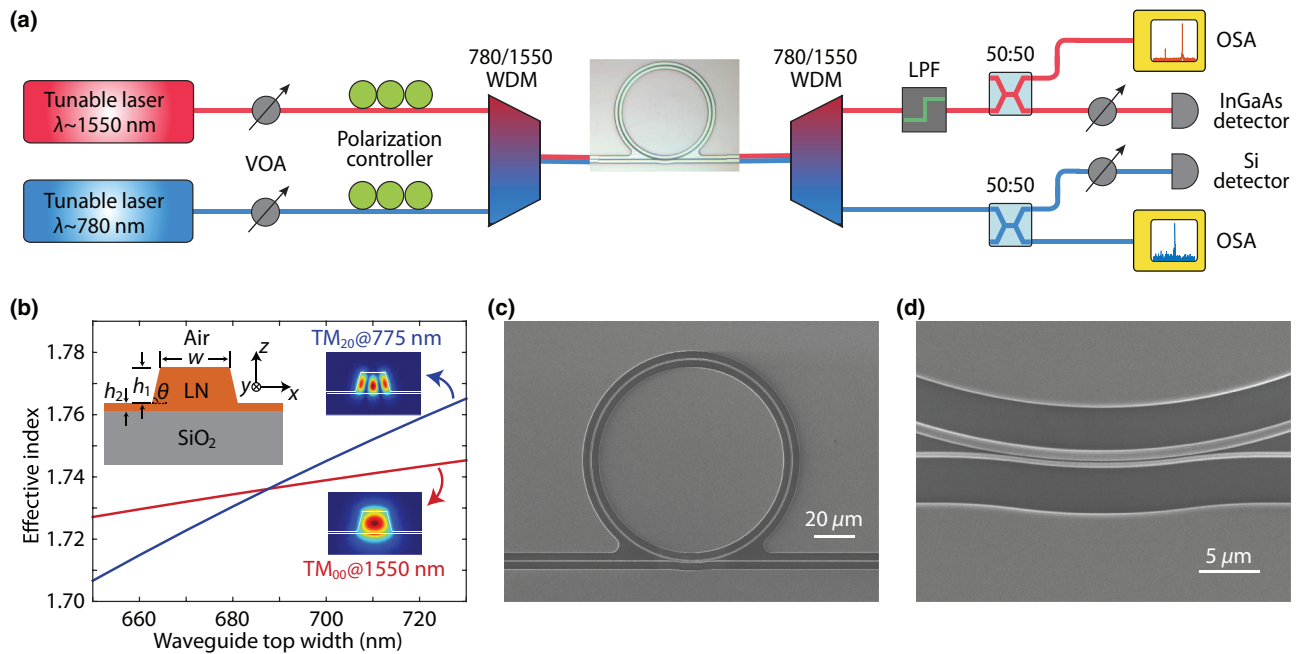 (a)
780/1550
WDM
780/1550
WDM
LPF
50:50
OSA
Tunable laser
λ~1550 nm
VOA
Polarization
controller
InGaAs
detector
Si
detector
Tunable laser
λ~780 nm
50:50
OSA
(b)
Effective index
1.78
1.76
1.74
1.72
1.70
660
680
700
720
Waveguide top width (nm)
Air
w
z
y
x
h₂
h₁
θ
LN
SiO₂
TM₂₀@775 nm
TM₀₀@1550 nm
(c)
20 μm
(d)
5 μm